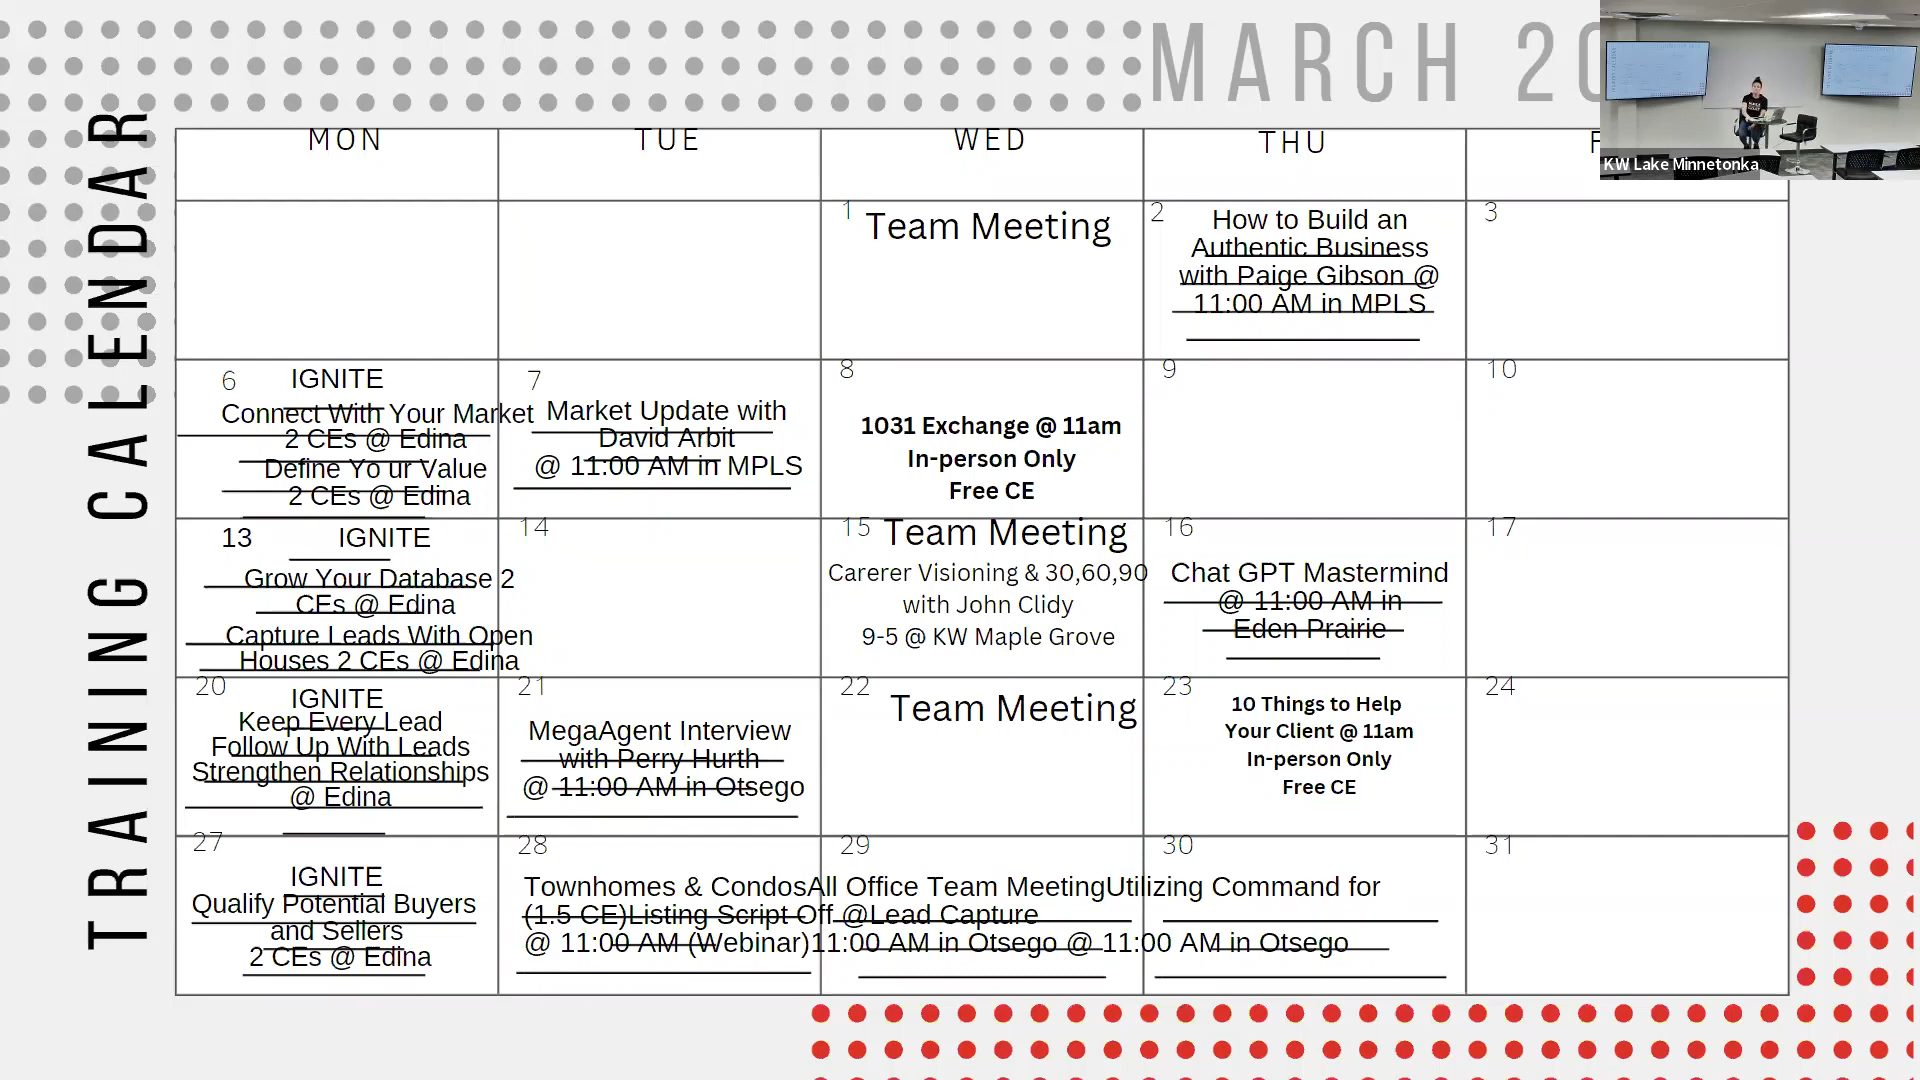 MARCH 20
TRAINING CALENDAR
KW Lake Minnetonka
MON
TUE
WED
THU
F
1
Team Meeting
2
How to Build an
Authentic Business
with Paige Gibson @
11:00 AM in MPLS
3
6
IGNITE
Connect With Your Market
2 CEs @ Edina
Define Yo ur Value
2 CEs @ Edina
7
Market Update with
David Arbit
@ 11:00 AM in MPLS
8
1031 Exchange @ 11am
In-person Only
Free CE
9
10
13
IGNITE
Grow Your Database 2
CEs @ Edina
Capture Leads With Open
Houses 2 CEs @ Edina
14
15
Team Meeting
Carerer Visioning & 30,60,90
with John Clidy
9-5 @ KW Maple Grove
16
Chat GPT Mastermind
@ 11:00 AM in
Eden Prairie
17
20
IGNITE
Keep Every Lead
Follow Up With Leads
Strengthen Relationships
@ Edina
21
MegaAgent Interview
with Perry Hurth
@ 11:00 AM in Otsego
22
Team Meeting
23
10 Things to Help
Your Client @ 11am
In-person Only
Free CE
24
27
IGNITE
Qualify Potential Buyers
and Sellers
2 CEs @ Edina
28
29
30
31
Townhomes & CondosAll Office Team MeetingUtilizing Command for
(1.5 CE)Listing Script Off @Lead Capture
@ 11:00 AM (Webinar)11:00 AM in Otsego @ 11:00 AM in Otsego